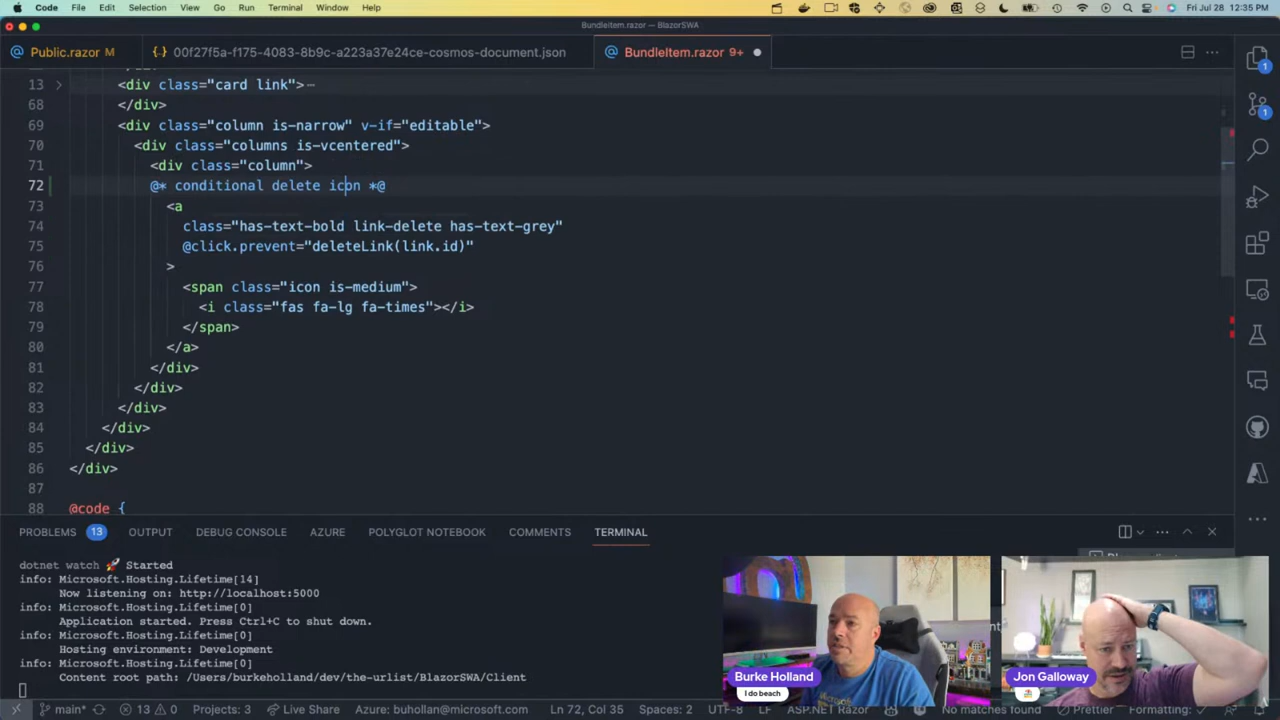 Code File Edit Selection View Go Run Terminal Window Help Fri Jul 28 12:35 PM
BundleItem.razor — BlazorSWA
Public.razor M 00f27f5a-f175-4083-8b9c-a223a37e24ce-cosmos-document.json BundleItem.razor 9+
13 <div class="card link">
68 </div>
69 <div class="column is-narrow" v-if="editable">
70 <div class="columns is-vcentered">
71 <div class="column">
72 @* conditional delete icon *@
73 <a
74 class="has-text-bold link-delete has-text-grey"
75 @click.prevent="deleteLink(link.id)"
76 >
77 <span class="icon is-medium">
78 <i class="fas fa-lg fa-times"></i>
79 </span>
80 </a>
81 </div>
82 </div>
83 </div>
84 </div>
85 </div>
86 </div>
87
88 @code {
PROBLEMS 13 OUTPUT DEBUG CONSOLE AZURE POLYGLOT NOTEBOOK COMMENTS TERMINAL
dotnet watch 🚀 Started
info: Microsoft.Hosting.Lifetime[14]
Now listening on: http://localhost:5000
info: Microsoft.Hosting.Lifetime[0]
Application started. Press Ctrl+C to shut down.
info: Microsoft.Hosting.Lifetime[0]
Hosting environment: Development
info: Microsoft.Hosting.Lifetime[0]
Content root path: /Users/burkeholland/dev/the-urlist/BlazorSWA/Client
Burke Holland
I do beach
Jon Galloway
main* 13 0 Projects: 3 Live Share Azure: buhollan@microsoft.com Ln 72, Col 35 Spaces: 2 UTF-8 LF ASP.NET Razor No matches found Prettier Formatting: ✓